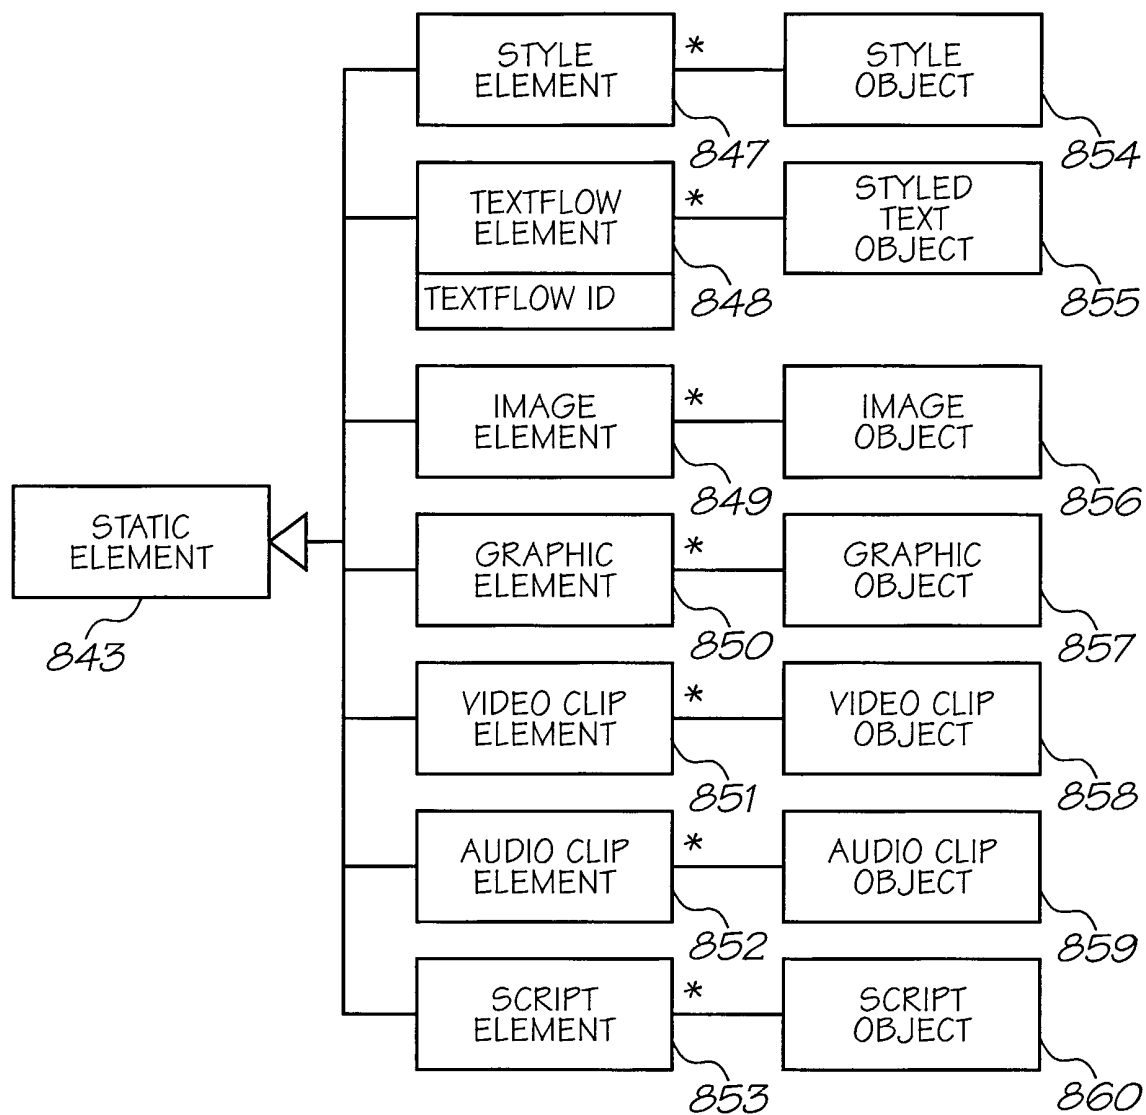 STYLE
ELEMENT
*
847
STYLE
OBJECT
854
TEXTFLOW
ELEMENT
TEXTFLOW ID
*
848
STYLED
TEXT
OBJECT
855
IMAGE
ELEMENT
*
849
IMAGE
OBJECT
856
STATIC
ELEMENT
843
GRAPHIC
ELEMENT
*
850
GRAPHIC
OBJECT
857
VIDEO CLIP
ELEMENT
*
851
VIDEO CLIP
OBJECT
858
AUDIO CLIP
ELEMENT
*
852
AUDIO CLIP
OBJECT
859
SCRIPT
ELEMENT
*
853
SCRIPT
OBJECT
860